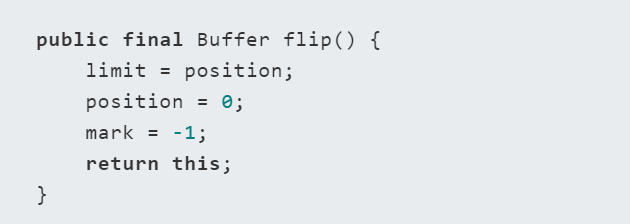 public final Buffer flip() {
    limit = position;
    position = 0;
    mark = -1;
    return this;
}